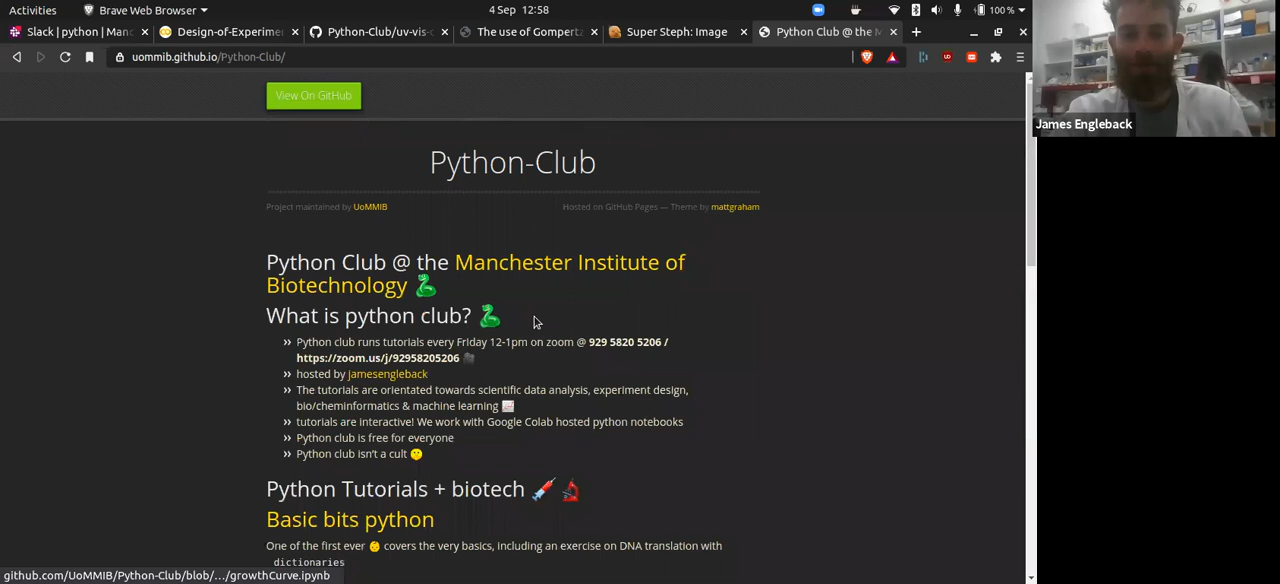 Activities
Brave Web Browser
4 Sep 12:58
100 %
Slack | python | Man
Design-of-Experime
Python-Club/uv-vis-c
The use of Gompert
Super Steph: Image
Python Club @ the M
uommib.github.io/Python-Club/
View On GitHub
James Engleback
Python-Club
Project maintained by UoMMIB
Hosted on GitHub Pages — Theme by mattgraham
Python Club @ the Manchester Institute of
Biotechnology 🐍
What is python club? 🐍
» Python club runs tutorials every Friday 12-1pm on zoom @ 929 5820 5206 /
https://zoom.us/j/92958205206 🎥
» hosted by jamesengleback
» The tutorials are orientated towards scientific data analysis, experiment design,
bio/cheminformatics & machine learning 📈
» tutorials are interactive! We work with Google Colab hosted python notebooks
» Python club is free for everyone
» Python club isn't a cult 🙂
Python Tutorials + biotech 💉🔬
Basic bits python
One of the first ever 👶 covers the very basics, including an exercise on DNA translation with
dictionaries
github.com/UoMMIB/Python-Club/blob/.../growthCurve.ipynb